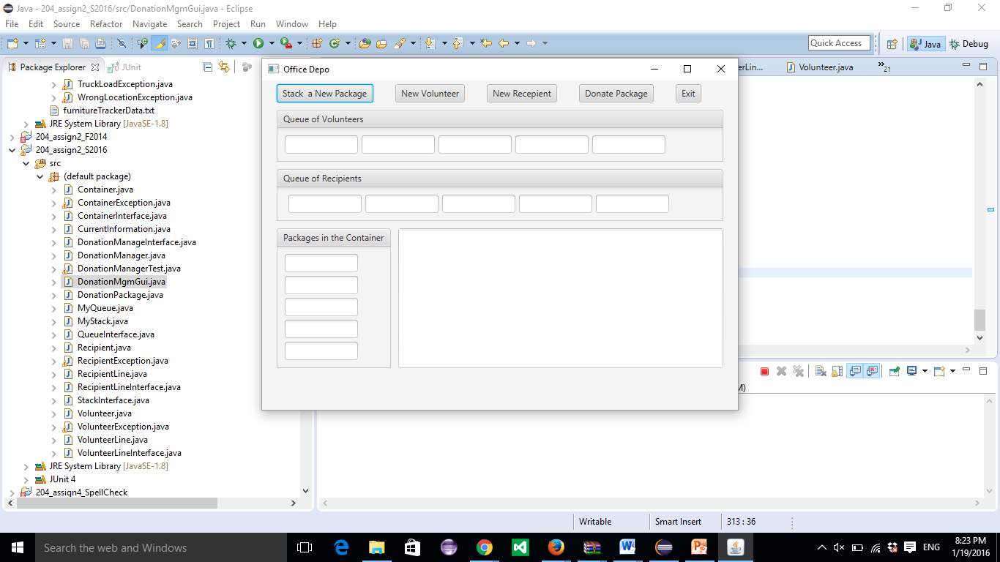 Java - 204_assign2_S2016/src/DonationMgmGui.java - Eclipse
File Edit Source Refactor Navigate Search Project Run Window Help
Quick Access
Java
Debug
Package Explorer
JUnit
TruckLoadException.java
WrongLocationException.java
furnitureTrackerData.txt
JRE System Library [JavaSE-1.8]
204_assign2_F2014
204_assign2_S2016
src
(default package)
Container.java
ContainerException.java
ContainerInterface.java
CurrentInformation.java
DonationManageInterface.java
DonationManager.java
DonationManagerTest.java
DonationMgmGui.java
DonationPackage.java
MyQueue.java
MyStack.java
QueueInterface.java
Recipient.java
RecipientException.java
RecipientLine.java
RecipientLineInterface.java
StackInterface.java
Volunteer.java
VolunteerException.java
VolunteerLine.java
VolunteerLineInterface.java
JRE System Library [JavaSE-1.8]
JUnit 4
204_assign4_SpellCheck
Office Depo
Stack a New Package
New Volunteer
New Recepient
Donate Package
Exit
Queue of Volunteers
Queue of Recipients
Packages in the Container
erLin...
Volunteer.java
21
M)
Writable
Smart Insert
313 : 36
Search the web and Windows
ENG
8:23 PM
1/19/2016